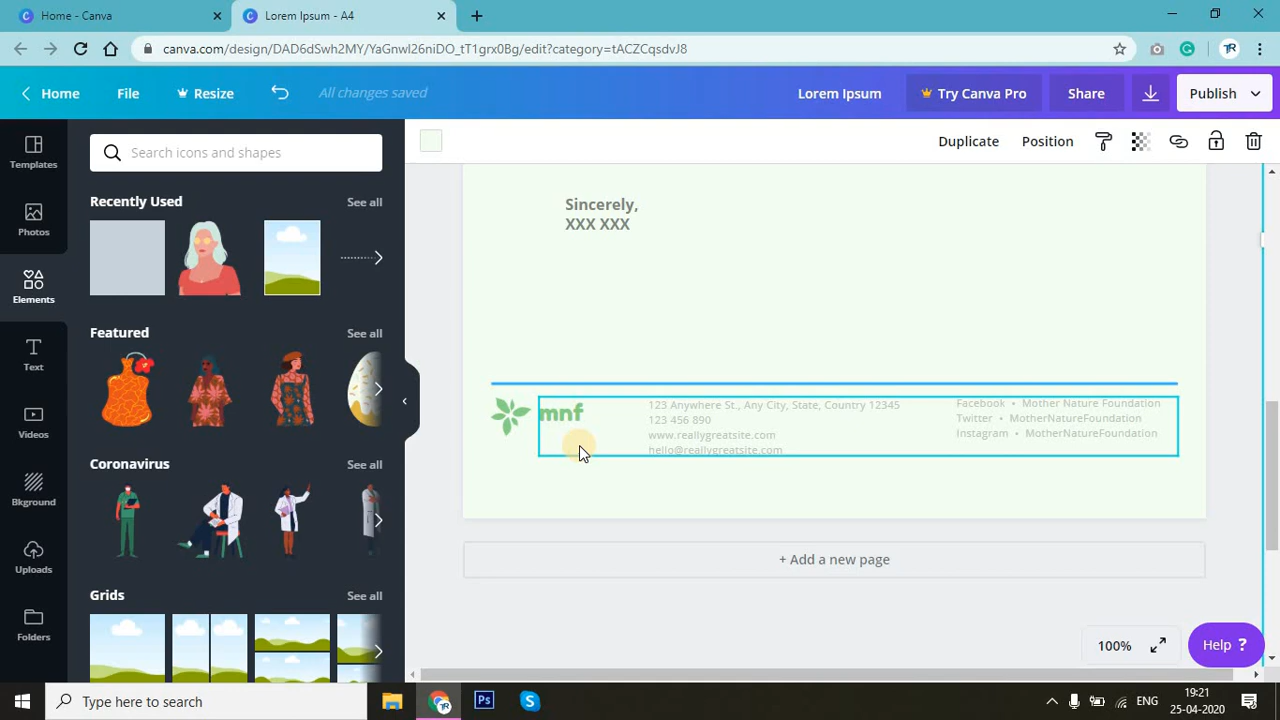 Home - Canva
Lorem Ipsum - A4
canva.com/design/DAD6dSwh2MY/YaGnwI26niDO_tT1grx0Bg/edit?category=tACZCqsdvJ8
Home
File
Resize
All changes saved
Lorem Ipsum
Try Canva Pro
Share
Publish
Search icons and shapes
Duplicate
Position
Templates
Photos
Elements
Text
Videos
Bkground
Uploads
Folders
Recently Used
See all
Featured
See all
Coronavirus
See all
Grids
See all
Sincerely,
XXX XXX
mnf
123 Anywhere St., Any City, State, Country 12345
123 456 890
www.reallygreatsite.com
hello@reallygreatsite.com
Facebook • Mother Nature Foundation
Twitter • MotherNatureFoundation
Instagram • MotherNatureFoundation
+ Add a new page
100%
Help ?
Type here to search
ENG
19:21
25-04-2020